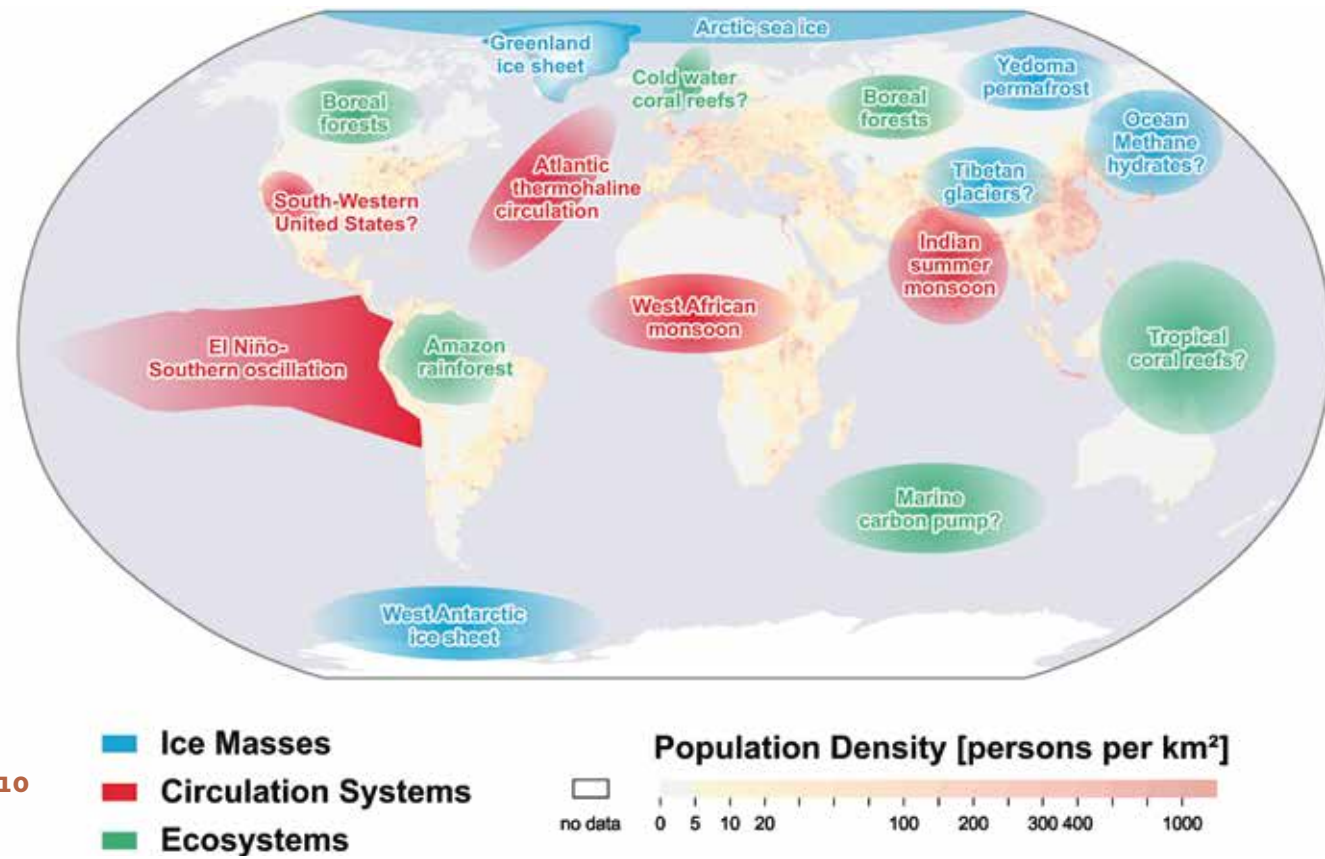 Arctic sea ice
Greenland
ice sheet
Cold water
coral reefs?
Yedoma
permafrost
Boreal
forests
Boreal
forests
Ocean
Methane
hydrates?
Atlantic
thermohaline
circulation
Tibetan
glaciers?
South-Western
United States?
Indian
summer
monsoon
West African
monsoon
El Niño-
Southern oscillation
Amazon
rainforest
Tropical
coral reefs?
Marine
carbon pump?
West Antarctic
ice sheet
Ice Masses
Circulation Systems
Ecosystems
10
Population Density [persons per km²]
no data
0 5 10 20 100 200 300 400 1000